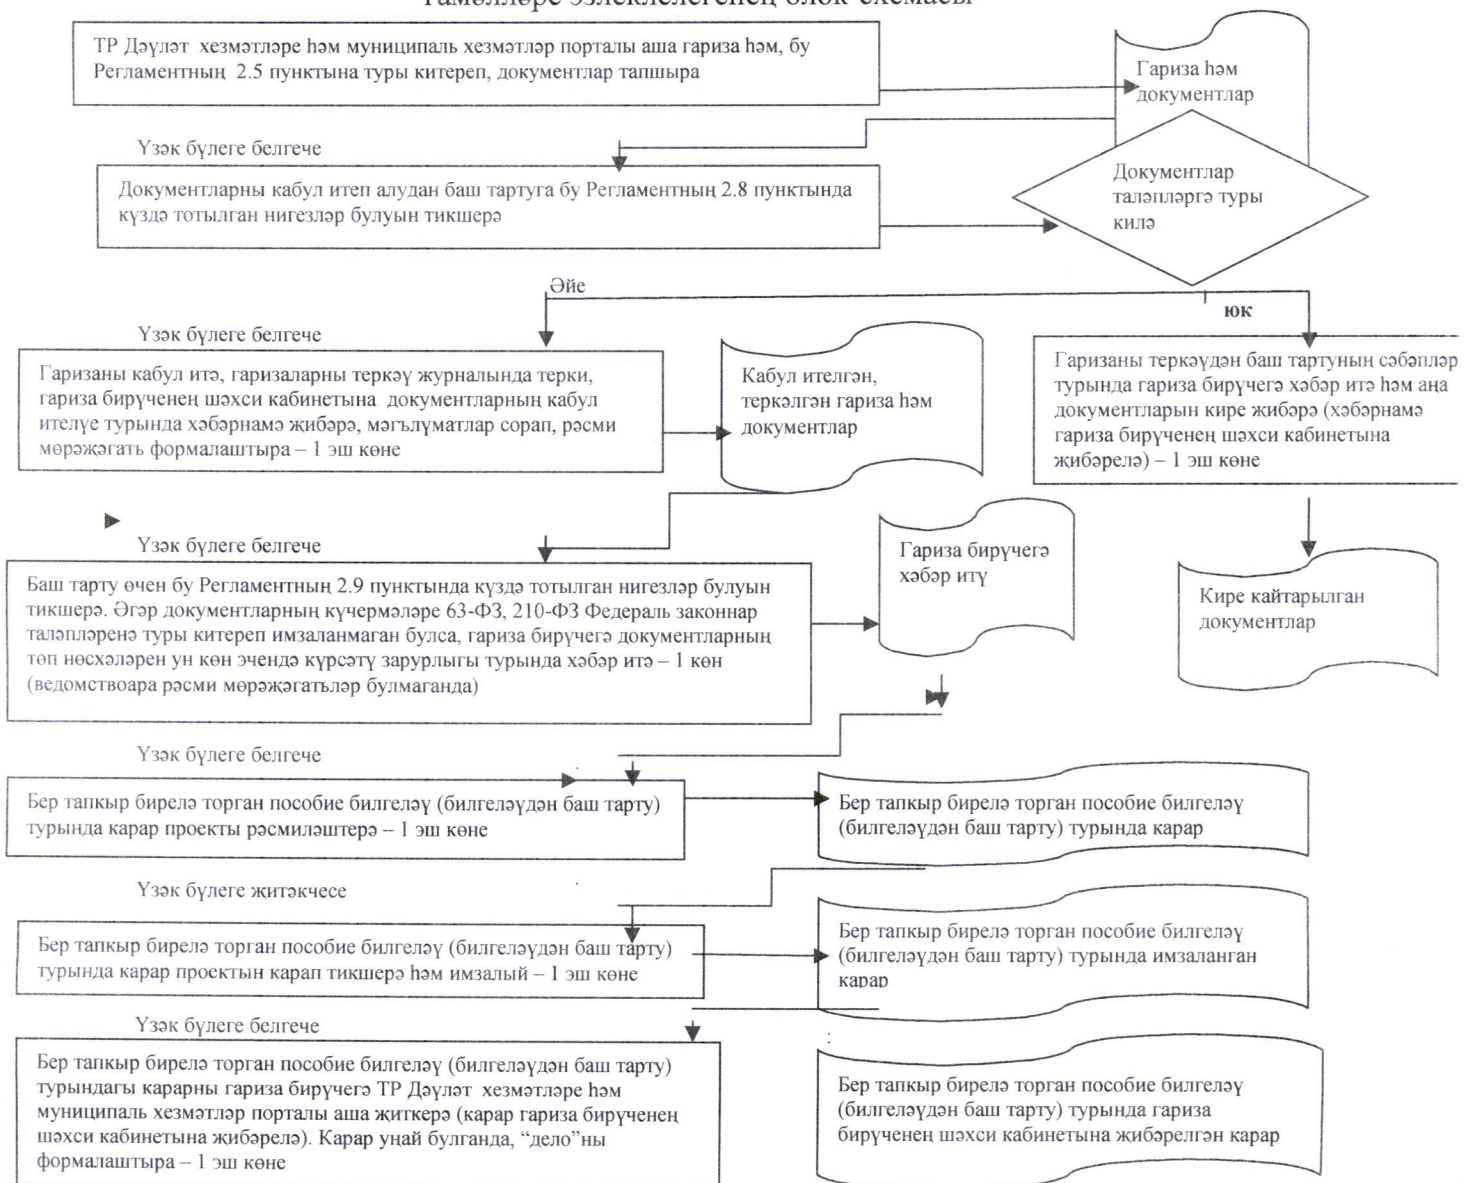 ТР Дәүләт хезмәтләре һәм муниципаль хезмәтләр порталы аша гариза һәм, бу
Регламентның 2.5 пунктына туры китереп, документлар тапшыра
Гариза һәм
документлар
Үзәк бүлеге белгече
Документларны кабул итеп алудан баш тартуга бу Регламентның 2.8 пунктында
күздә тотылган нигезләр булуын тикшерә
Документлар
таләпләргә туры
килә
Әйе
юк
Үзәк бүлеге белгече
Гаризаны кабул итә, гаризаларны теркәү журналында терки,
гариза бирүченең шәхси кабинетына документларның кабул
ителүе турында хәбәрнамә җибәрә, мәгълүматлар сорап, рәсми
мөрәҗәгать формалаштыра – 1 эш көне
Кабул ителгән,
теркәлгән гариза һәм
документлар
Гаризаны теркәүдән баш тартуның сәбәпләр
турында гариза бирүчегә хәбәр итә һәм аңа
документларын кире җибәрә (хәбәрнамә
гариза бирүченең шәхси кабинетына
җибәрелә) – 1 эш көне
Үзәк бүлеге белгече
Баш тарту өчен бу Регламентның 2.9 пунктында күздә тотылган нигезләр булуын
тикшерә. Әгәр документларның күчермәләре 63-ФЗ, 210-ФЗ Федераль законнар
таләпләренә туры китереп имзаланмаган булса, гариза бирүчегә документларның
төп нөсхәләрен ун көн эчендә күрсәтү зарурлыгы турында хәбәр итә – 1 көн
(ведомствоара рәсми мөрәҗәгатьләр булмаганда)
Гариза бирүчегә
хәбәр итү
Кире кайтарылган
документлар
Үзәк бүлеге белгече
Бер тапкыр бирелә торган пособие билгеләү (билгеләүдән баш тарту)
турында карар проекты рәсмиләштерә – 1 эш көне
Бер тапкыр бирелә торган пособие билгеләү
(билгеләүдән баш тарту) турында карар
Үзәк бүлеге җитәкчесе
Бер тапкыр бирелә торган пособие билгеләү (билгеләүдән баш тарту)
турында карар проектын карап тикшерә һәм имзалый – 1 эш көне
Бер тапкыр бирелә торган пособие билгеләү
(билгеләүдән баш тарту) турында имзаланган
карар
Үзәк бүлеге белгече
Бер тапкыр бирелә торган пособие билгеләү (билгеләүдән баш тарту)
турындагы карарны гариза бирүчегә ТР Дәүләт хезмәтләре һәм
муниципаль хезмәтләр порталы аша җиткерә (карар гариза бирүченең
шәхси кабинетына җибәрелә). Карар унай булганда, “дело”ны
формалаштыра – 1 эш көне
Бер тапкыр бирелә торган пособие билгеләү
(билгеләүдән баш тарту) турында гариза
бирүченең шәхси кабинетына җибәрелгән карар